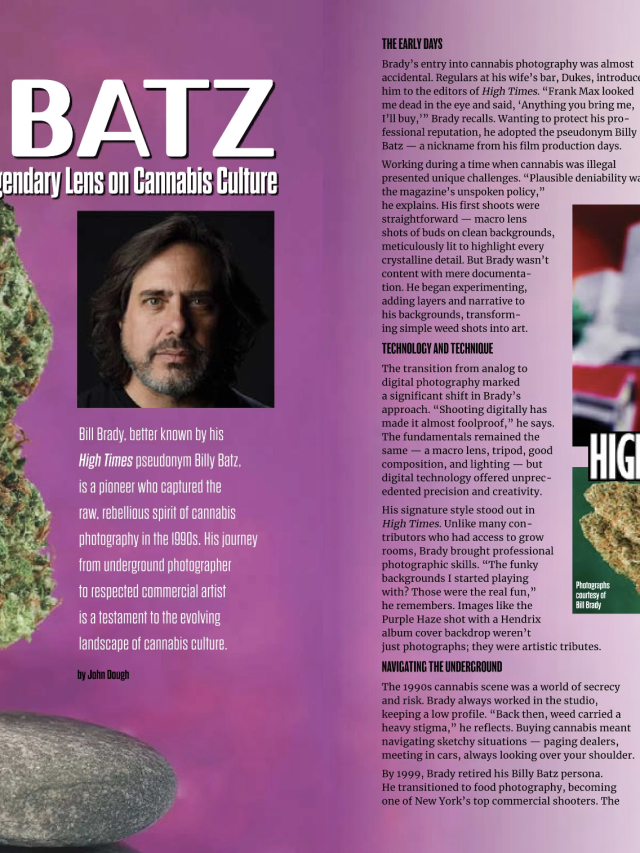 BATZ
gendary Lens on Cannabis Culture
Bill Brady, better known by his
High Times pseudonym Billy Batz,
is a pioneer who captured the
raw, rebellious spirit of cannabis
photography in the 1990s. His journey
from underground photographer
to respected commercial artist
is a testament to the evolving
landscape of cannabis culture.
by John Dough
THE EARLY DAYS
Brady’s entry into cannabis photography was almost
accidental. Regulars at his wife’s bar, Dukes, introduce
him to the editors of High Times. “Frank Max looked
me dead in the eye and said, ‘Anything you bring me,
I’ll buy,’” Brady recalls. Wanting to protect his pro-
fessional reputation, he adopted the pseudonym Billy
Batz — a nickname from his film production days.
Working during a time when cannabis was illegal
presented unique challenges. “Plausible deniability wa
the magazine’s unspoken policy,”
he explains. His first shoots were
straightforward — macro lens
shots of buds on clean backgrounds,
meticulously lit to highlight every
crystalline detail. But Brady wasn’t
content with mere documenta-
tion. He began experimenting,
adding layers and narrative to
his backgrounds, transform-
ing simple weed shots into art.
TECHNOLOGY AND TECHNIQUE
The transition from analog to
digital photography marked
a significant shift in Brady’s
approach. “Shooting digitally has
made it almost foolproof,” he says.
The fundamentals remained the
same — a macro lens, tripod, good
composition, and lighting — but
digital technology offered unprec-
edented precision and creativity.
His signature style stood out in
High Times. Unlike many con-
tributors who had access to grow
rooms, Brady brought professional
photographic skills. “The funky
backgrounds I started playing
with? Those were the real fun,”
he remembers. Images like the
Purple Haze shot with a Hendrix
album cover backdrop weren’t
just photographs; they were artistic tributes.
NAVIGATING THE UNDERGROUND
The 1990s cannabis scene was a world of secrecy
and risk. Brady always worked in the studio,
keeping a low profile. “Back then, weed carried a
heavy stigma,” he reflects. Buying cannabis meant
navigating sketchy situations — paging dealers,
meeting in cars, always looking over your shoulder.
By 1999, Brady retired his Billy Batz persona.
He transitioned to food photography, becoming
one of New York’s top commercial shooters. The
HIG
Photographs
courtesy of
Bill Brady